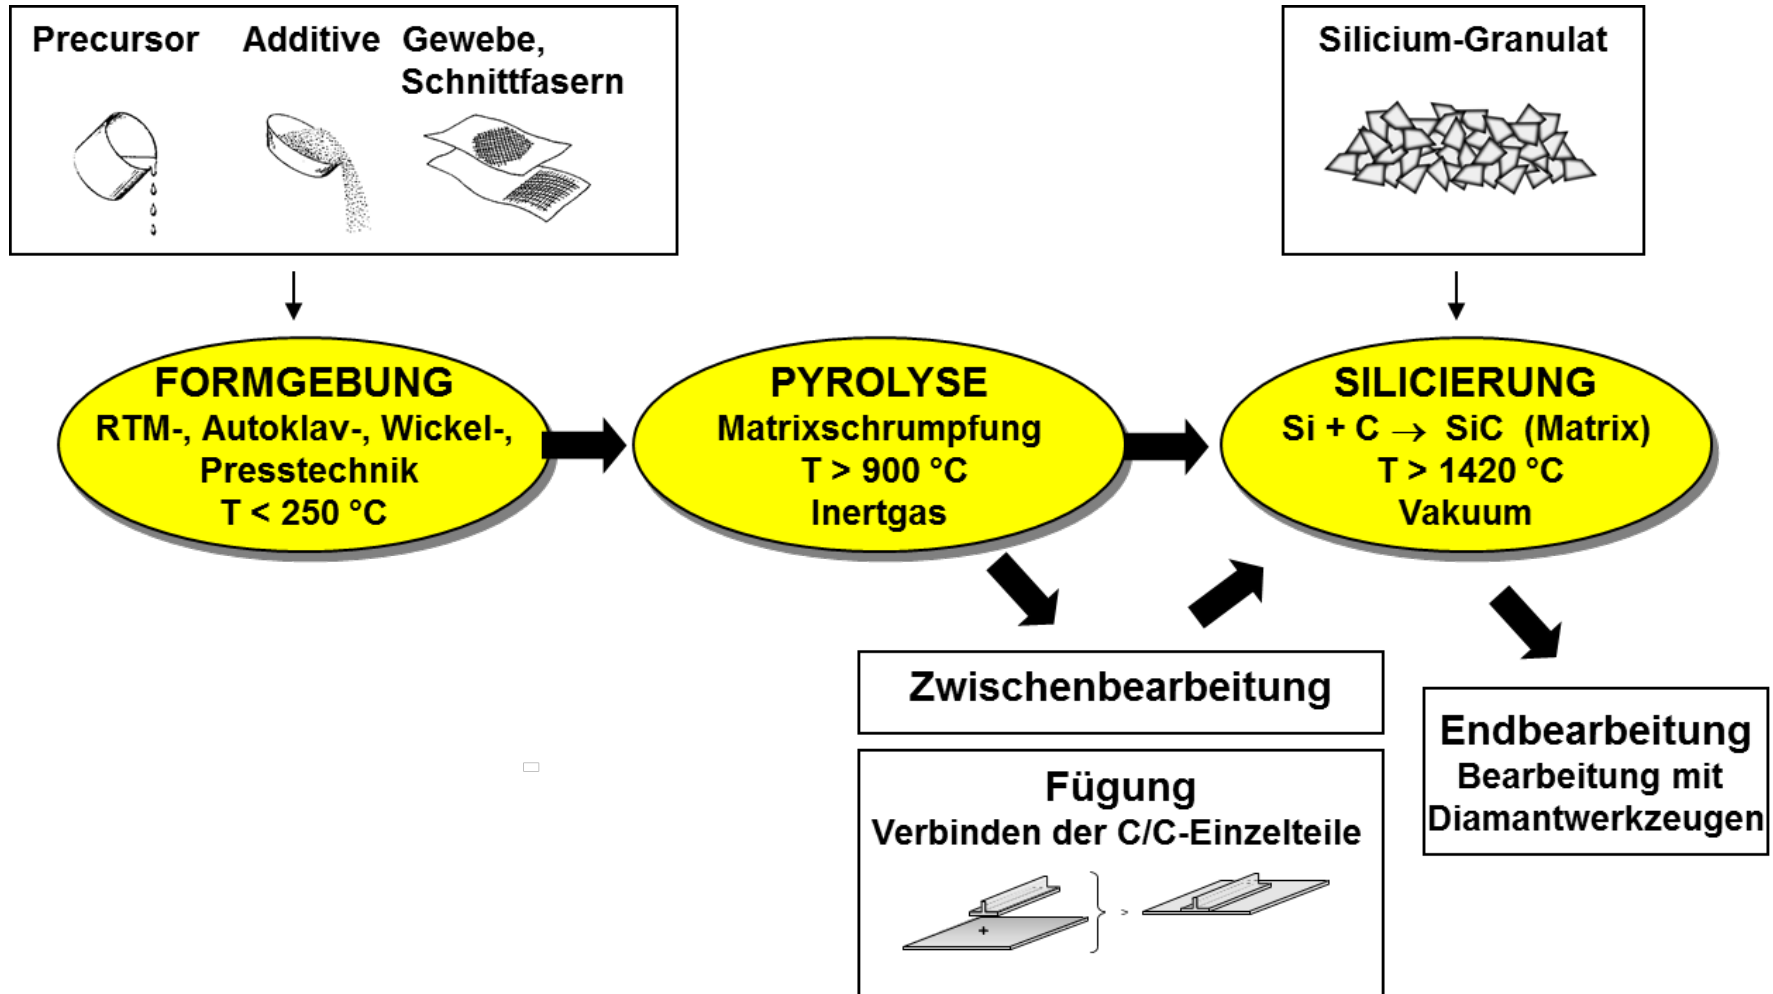 Precursor
Additive
Gewebe,
Schnittfasern
Silicium-Granulat
FORMGEBUNG
RTM-, Autoklav-, Wickel-,
Presstechnik
T < 250 °C
PYROLYSE
Matrixschrumpfung
T > 900 °C
Inertgas
SILICIERUNG
Si + C → SiC (Matrix)
T > 1420 °C
Vakuum
Zwischenbearbeitung
Fügung
Verbinden der C/C-Einzelteile
+
>
Endbearbeitung
Bearbeitung mit
Diamantwerkzeugen